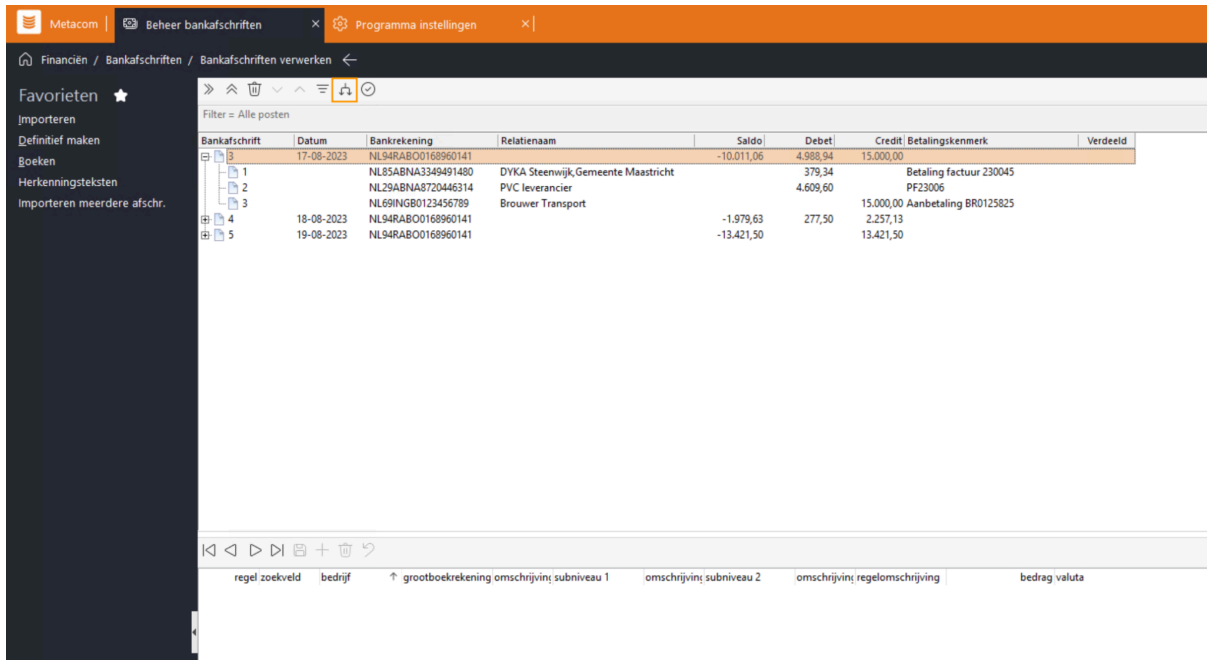 Metacom
Beheer bankafschriften ×
Programma instellingen ×
Financiën / Bankafschriften / Bankafschriften verwerken
Favorieten
Importeren
Definitief maken
Boeken
Herkenningsteksten
Importeren meerdere afschr.
Filter = Alle posten
Bankafschrift Datum Bankrekening Relatienaam Saldo Debet Credit Betalingskenmerk Verdeeld
3 17-08-2023 NL94RABO0168960141 -10.011,06 4.988,94 15.000,00
1 NL85ABNA3349491480 DYKA Steenwijk,Gemeente Maastricht 379,34 Betaling factuur 230045
2 NL29ABNA8720446314 PVC leverancier 4.609,60 PF23006
3 NL69INGB0123456789 Brouwer Transport 15.000,00 Aanbetaling BR0125825
4 18-08-2023 NL94RABO0168960141 -1.979,63 277,50 2.257,13
5 19-08-2023 NL94RABO0168960141 -13.421,50 13.421,50
regel zoekveld bedrijf grootboekrekening omschrijving subniveau 1 omschrijving subniveau 2 omschrijving regelomschrijving bedrag valuta